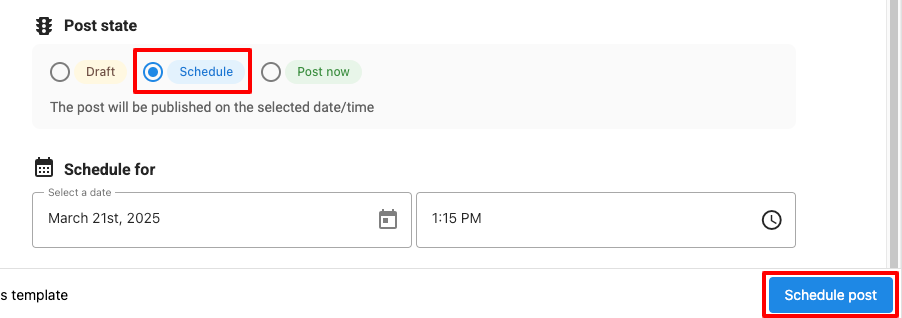 Post state
Draft Schedule Post now
The post will be published on the selected date/time
Schedule for
Select a date
March 21st, 2025 1:15 PM
s template Schedule post